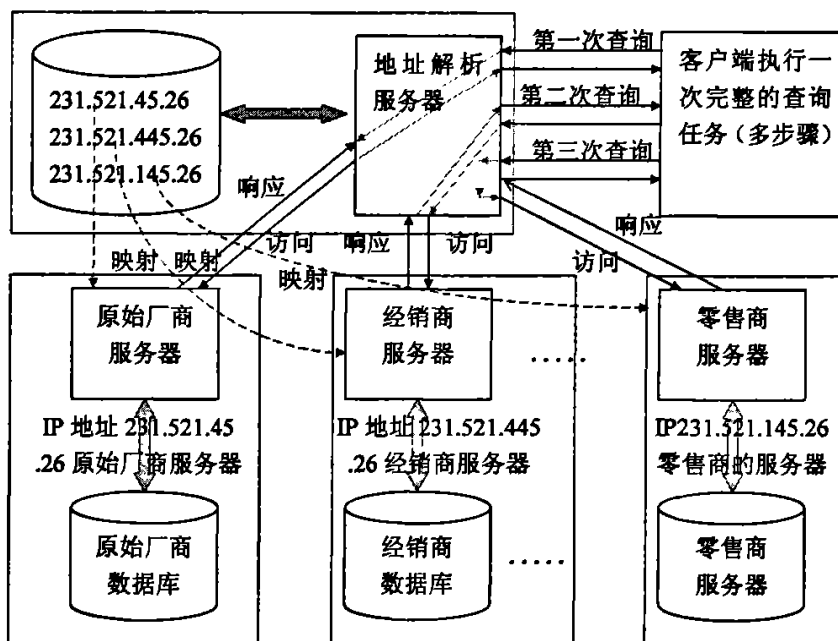 231.521.45.26
231.521.445.26
231.521.145.26
地址解析
服务器
第一次查询
第二次查询
第三次查询
客户端执行一
次完整的查询
任务(多步骤)
响应
访问
响应
访问
响应
访问
映射
映射
映射
原始厂商
服务器
经销商
服务器
.....
零售商
服务器
IP 地址 231.521.45
.26 原始厂商服务器
IP 地址 231.521.445
.26 经销商服务器
IP231.521.145.26
零售商的服务器
原始厂商
数据库
经销商
数据库
.....
零售商
服务器